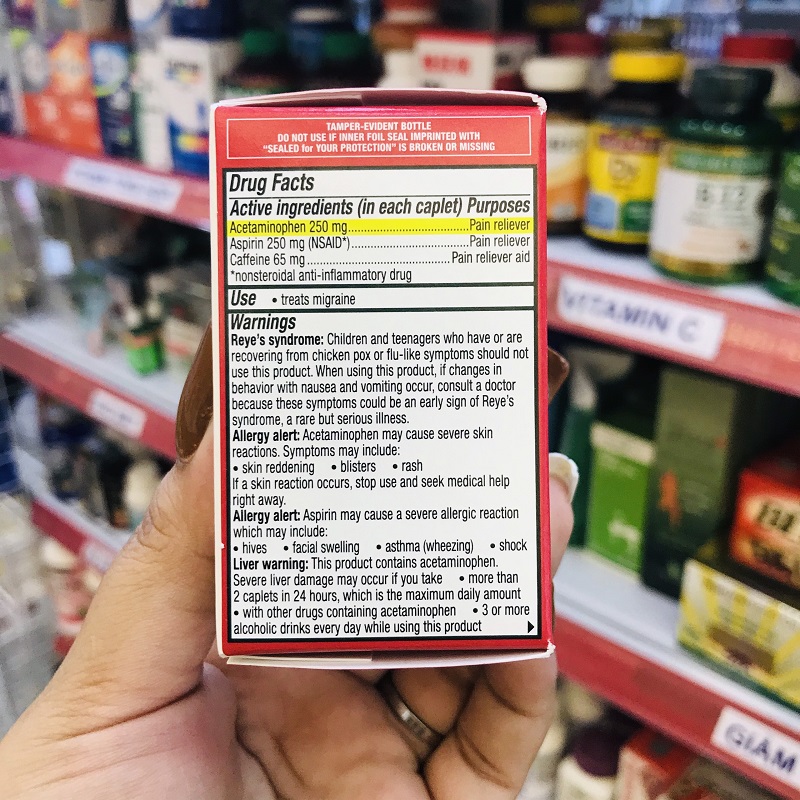 TAMPER-EVIDENT BOTTLE
DO NOT USE IF INNER FOIL SEAL IMPRINTED WITH
"SEALED for YOUR PROTECTION" IS BROKEN OR MISSING
Drug Facts
Active ingredients (in each caplet) Purposes
Acetaminophen 250 mg..............................Pain reliever
Aspirin 250 mg (NSAID*)............................Pain reliever
Caffeine 65 mg...................................Pain reliever aid
*nonsteroidal anti-inflammatory drug
Use • treats migraine
Warnings
Reye's syndrome: Children and teenagers who have or are
recovering from chicken pox or flu-like symptoms should not
use this product. When using this product, if changes in
behavior with nausea and vomiting occur, consult a doctor
because these symptoms could be an early sign of Reye's
syndrome, a rare but serious illness.
Allergy alert: Acetaminophen may cause severe skin
reactions. Symptoms may include:
• skin reddening • blisters • rash
If a skin reaction occurs, stop use and seek medical help
right away.
Allergy alert: Aspirin may cause a severe allergic reaction
which may include:
• hives • facial swelling • asthma (wheezing) • shock
Liver warning: This product contains acetaminophen.
Severe liver damage may occur if you take • more than
2 caplets in 24 hours, which is the maximum daily amount
• with other drugs containing acetaminophen • 3 or more
alcoholic drinks every day while using this product
B-12
VITAMIN C
GIAM